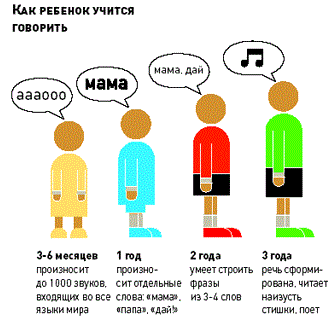 КАК РЕБЕНОК УЧИТСЯ
ГОВОРИТЬ
аааооо
мама
мама, дай
3-6 месяцев
произносит
до 1000 звуков,
входящих во все
языки мира
1 год
произно-
сит отдельные
слова: «мама»,
«папа», «дай!»
2 года
умеет строить
фразы
из 3-4 слов
3 года
речь сформи-
рована, читает
наизусть
стишки, поет